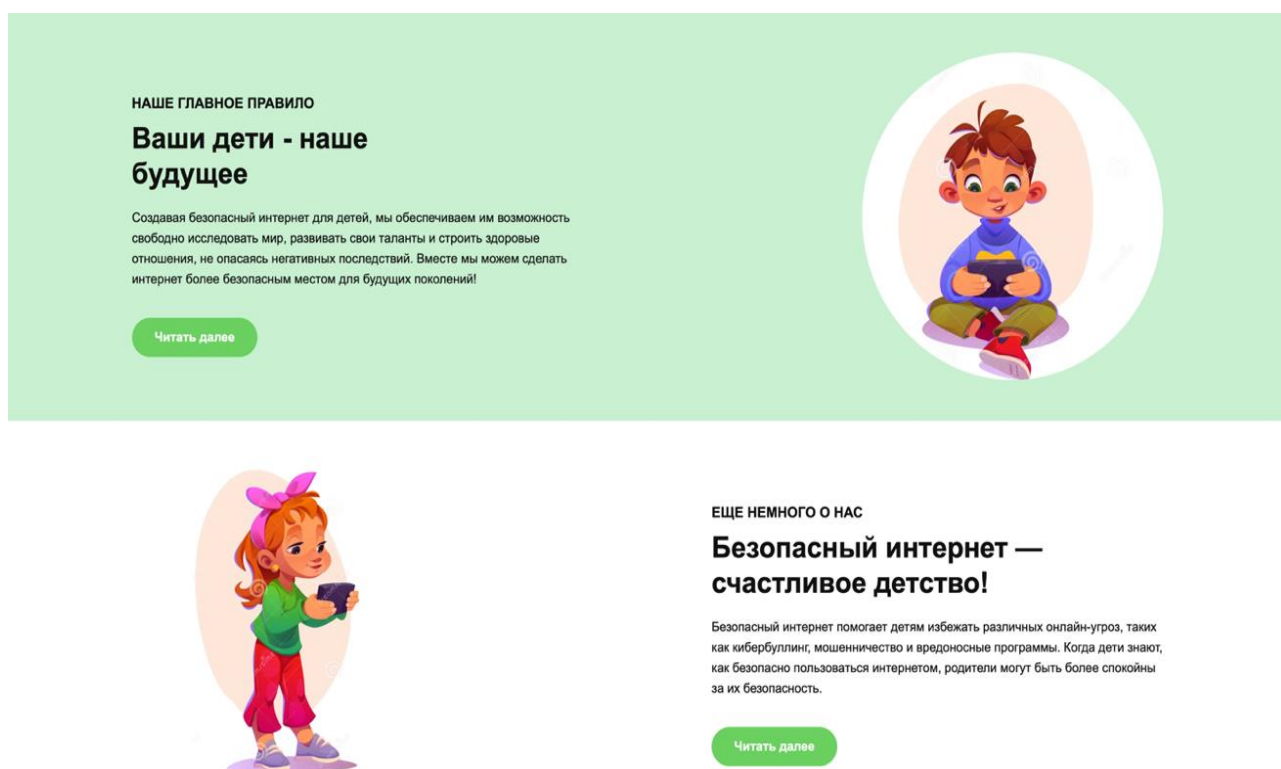 НАШЕ ГЛАВНОЕ ПРАВИЛО
Ваши дети - наше
будущее
Создавая безопасный интернет для детей, мы обеспечиваем им возможность
свободно исследовать мир, развивать свои таланты и строить здоровые
отношения, не опасаясь негативных последствий. Вместе мы можем сделать
интернет более безопасным местом для будущих поколений!
Читать далее
ЕЩЕ НЕМНОГО О НАС
Безопасный интернет —
счастливое детство!
Безопасный интернет помогает детям избежать различных онлайн-угроз, таких
как кибербуллинг, мошенничество и вредоносные программы. Когда дети знают,
как безопасно пользоваться интернетом, родители могут быть более спокойны
за их безопасность.
Читать далее